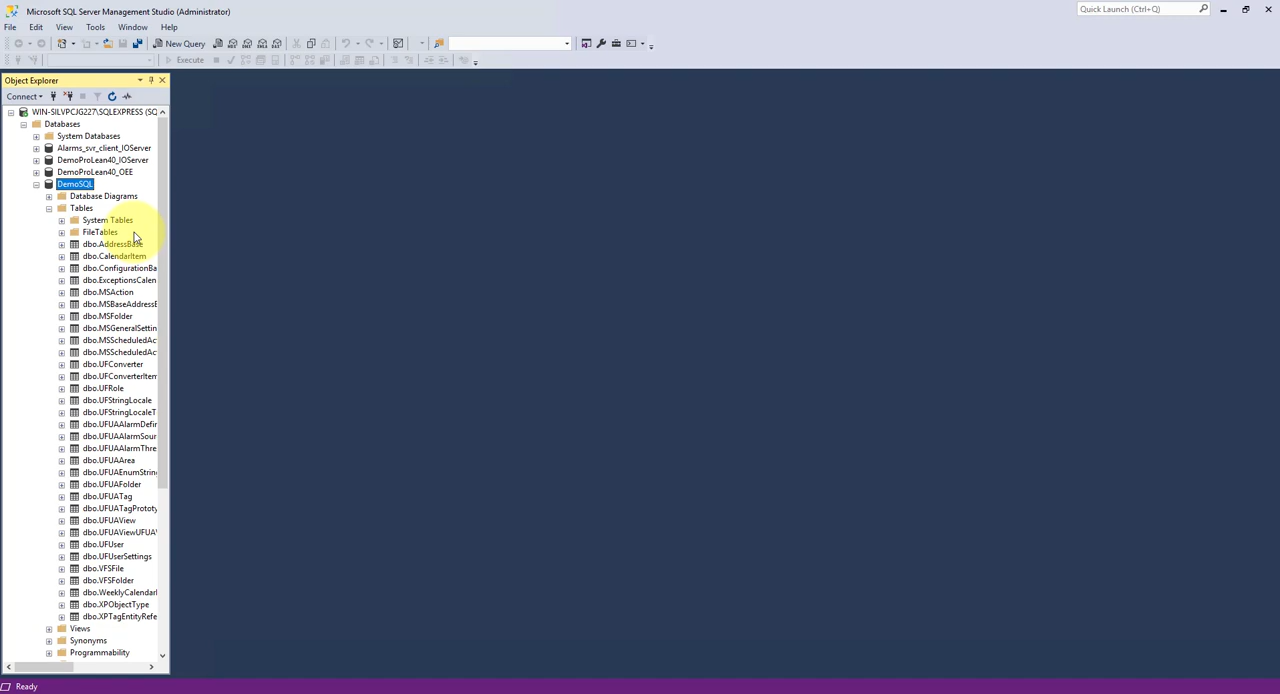 Microsoft SQL Server Management Studio (Administrator)
Quick Launch (Ctrl+Q)
File Edit View Tools Window Help
New Query
Execute
Object Explorer
Connect
WIN-SILVPCJG227\SQLEXPRESS (SQ
Databases
System Databases
Alarms_svr_client_IOServer
DemoProLean40_IOServer
DemoProLean40_OEE
DemoSQL
Database Diagrams
Tables
System Tables
FileTables
dbo.AddressBase
dbo.CalendarItem
dbo.ConfigurationBa
dbo.ExceptionsCalen
dbo.MSAction
dbo.MSBaseAddressB
dbo.MSFolder
dbo.MSGeneralSettin
dbo.MSScheduledAc
dbo.MSScheduledAc
dbo.UFConverter
dbo.UFConverterItem
dbo.UFRole
dbo.UFStringLocale
dbo.UFStringLocaleT
dbo.UFUAAlarmDefin
dbo.UFUAAlarmSour
dbo.UFUAAlarmThre
dbo.UFUAArea
dbo.UFUAEnumString
dbo.UFUAFolder
dbo.UFUATag
dbo.UFUATagPrototy
dbo.UFUAView
dbo.UFUAViewUFUAV
dbo.UFUser
dbo.UFUserSettings
dbo.VFSFile
dbo.VFSFolder
dbo.WeeklyCalendarI
dbo.XPObjectType
dbo.XPTagEntityRefe
Views
Synonyms
Programmability
Ready